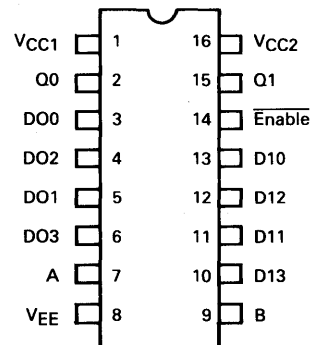 VCC1 1 16 VCC2
Q0 2 15 Q1
DO0 3 14 Enable
DO2 4 13 D10
DO1 5 12 D12
DO3 6 11 D11
A 7 10 D13
VEE 8 9 B